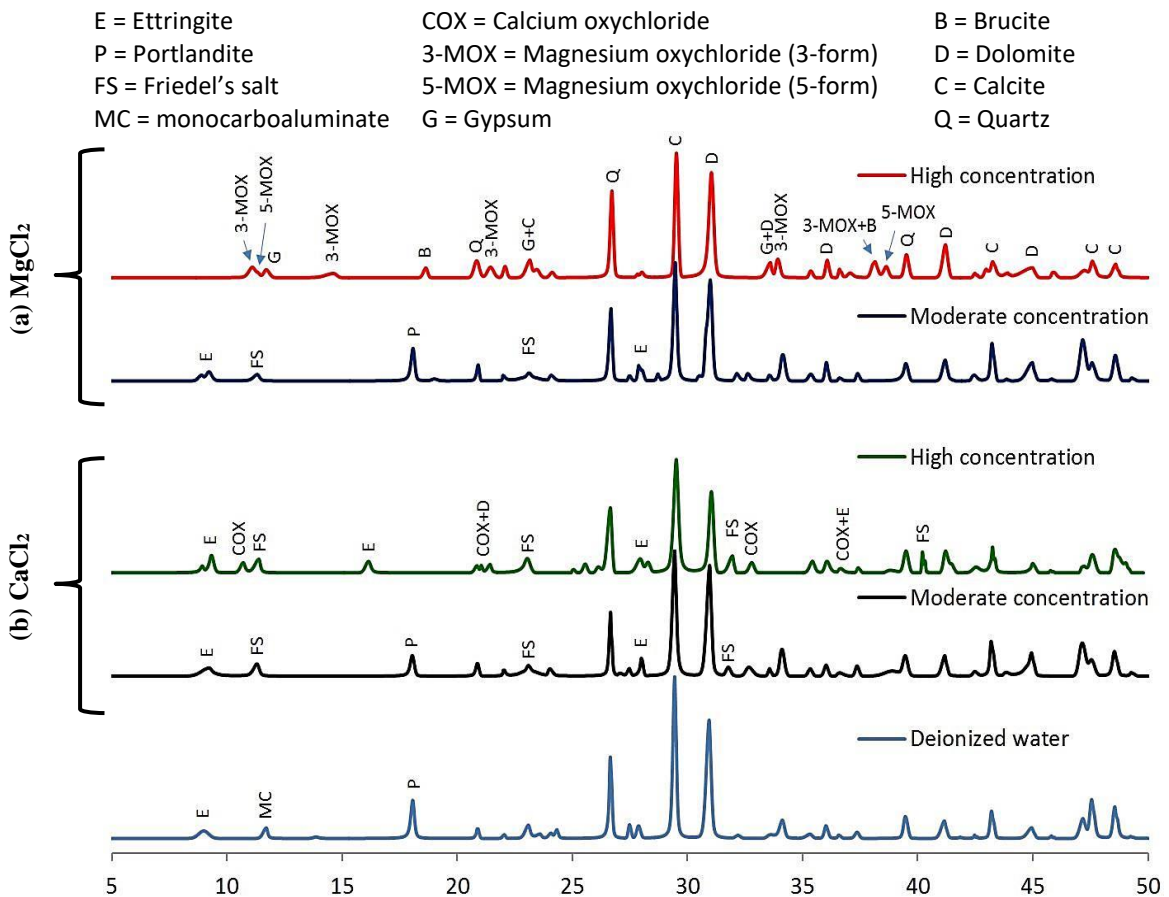 E = Ettringite
COX = Calcium oxychloride
B = Brucite
P = Portlandite
3-MOX = Magnesium oxychloride (3-form)
D = Dolomite
FS = Friedel’s salt
5-MOX = Magnesium oxychloride (5-form)
C = Calcite
MC = monocarboaluminate
G = Gypsum
Q = Quartz
(a) MgCl₂
High concentration
3-MOX
5-MOX
G
3-MOX
B
Q
3-MOX
G+C
Q
C
D
G+D
3-MOX
D
3-MOX+B
5-MOX
Q
D
C
D
C
C
Moderate concentration
E
FS
P
FS
E
(b) CaCl₂
High concentration
E
COX
FS
E
COX+D
FS
E
FS
COX
COX+E
FS
Moderate concentration
E
FS
P
FS
E
FS
Deionized water
E
MC
P
5 10 15 20 25 30 35 40 45 50